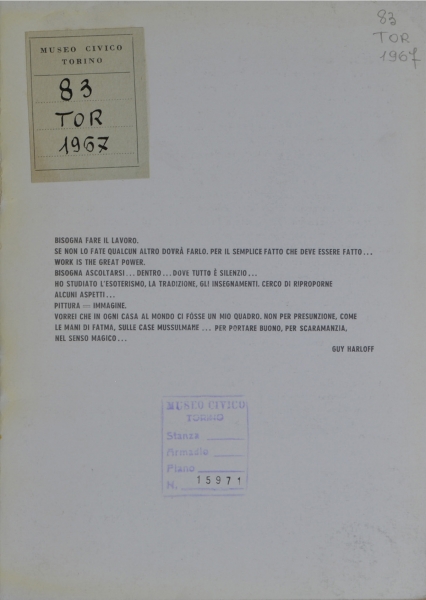 83
TOR
1967
MUSEO CIVICO
TORINO
83
TOR
1967
BISOGNA FARE IL LAVORO.
SE NON LO FATE QUALCUN ALTRO DOVRÀ FARLO. PER IL SEMPLICE FATTO CHE DEVE ESSERE FATTO...
WORK IS THE GREAT POWER.
BISOGNA ASCOLTARSI... DENTRO... DOVE TUTTO È SILENZIO...
HO STUDIATO L'ESOTERISMO, LA TRADIZIONE, GLI INSEGNAMENTI. CERCO DI RIPROPORNE
ALCUNI ASPETTI...
PITTURA = IMMAGINE.
VORREI CHE IN OGNI CASA AL MONDO CI FÓSSE UN MIO QUADRO. NON PER PRESUNZIONE, COME
LE MANI DI FATMA, SULLE CASE MUSSULMANE ... PER PORTARE BUONO, PER SCARAMANZIA,
NEL SENSO MAGICO...
GUY HARLOFF
MUSEO CIVICO
TORINO
Stanza
Armadio
Piano
N. 15971